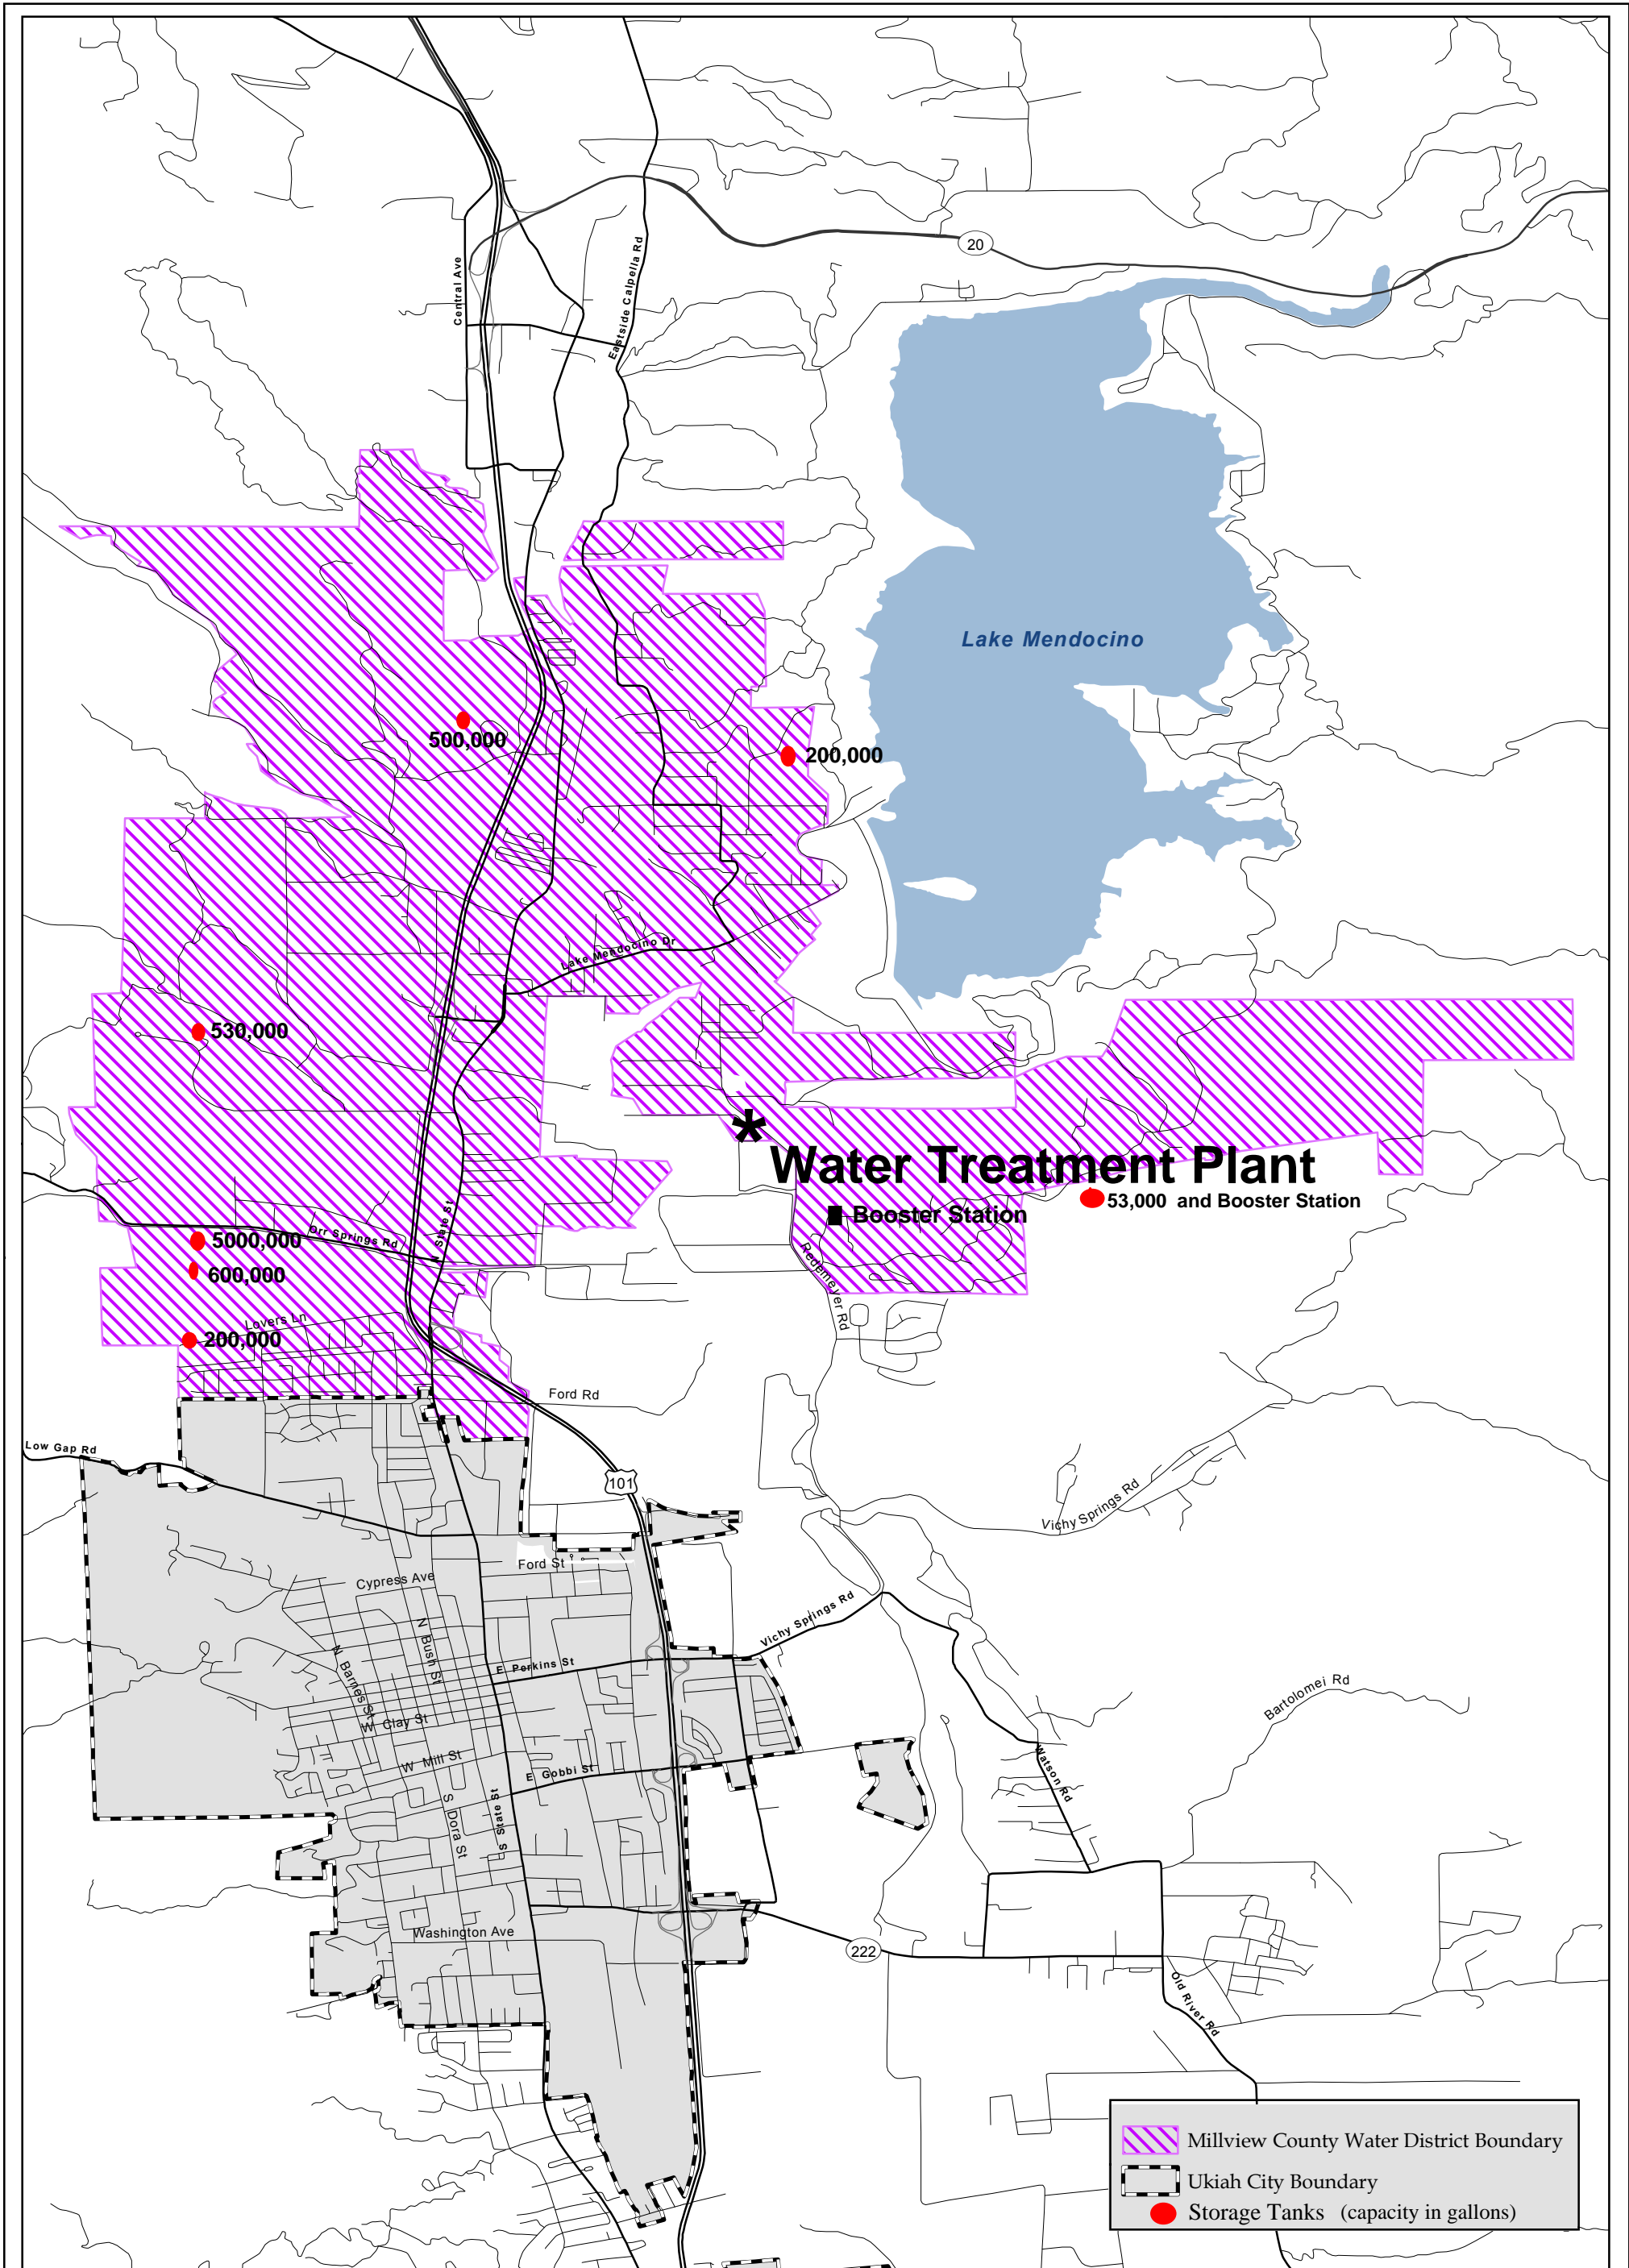 20
Central Ave
Eastside Calpella Rd
Lake Mendocino
500,000
200,000
Lake Mendocino Dr
530,000
*
Water Treatment Plant
53,000 and Booster Station
Booster Station
N State St
Orr Springs Rd
5000,000
600,000
Redemeyer Rd
Lovers Ln
200,000
Ford Rd
Low Gap Rd
101
Vichy Springs Rd
Ford St
Cypress Ave
N Bush St
Vichy Springs Rd
N Barnes St
E Perkins St
Bartolomei Rd
W Clay St
W Mill St
E Gobbi St
Watson Rd
S Dora St
S State St
Washington Ave
222
Old River Rd
Millview County Water District Boundary
Ukiah City Boundary
Storage Tanks (capacity in gallons)